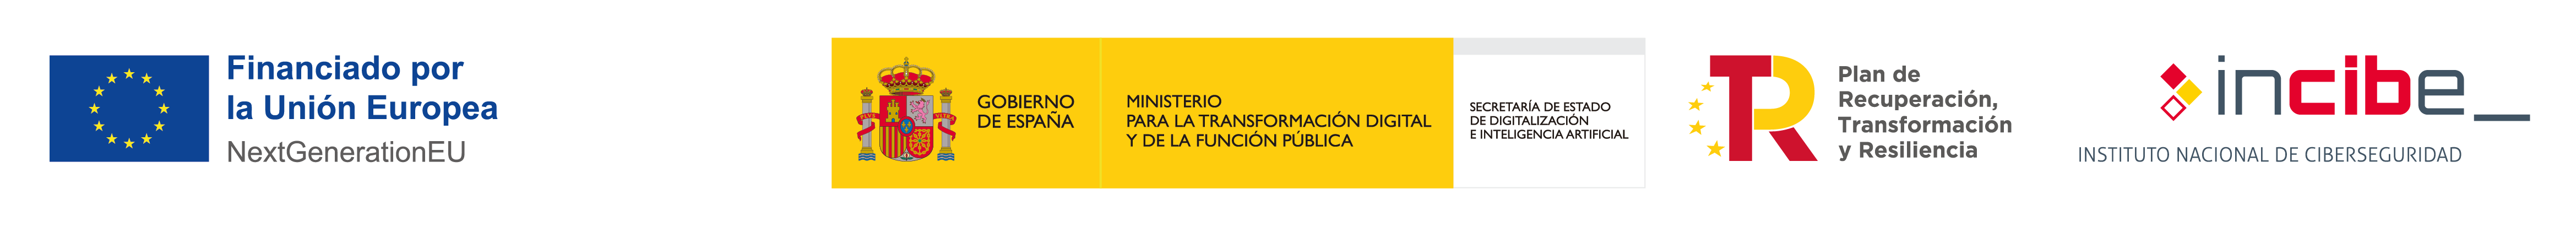 Financiado por
la Unión Europea
NextGenerationEU
GOBIERNO
DE ESPAÑA
MINISTERIO
PARA LA TRANSFORMACIÓN DIGITAL
Y DE LA FUNCIÓN PÚBLICA
SECRETARÍA DE ESTADO
DE DIGITALIZACIÓN
E INTELIGENCIA ARTIFICIAL
TR
Plan de
Recuperación,
Transformación
y Resiliencia
incibe_
INSTITUTO NACIONAL DE CIBERSEGURIDAD